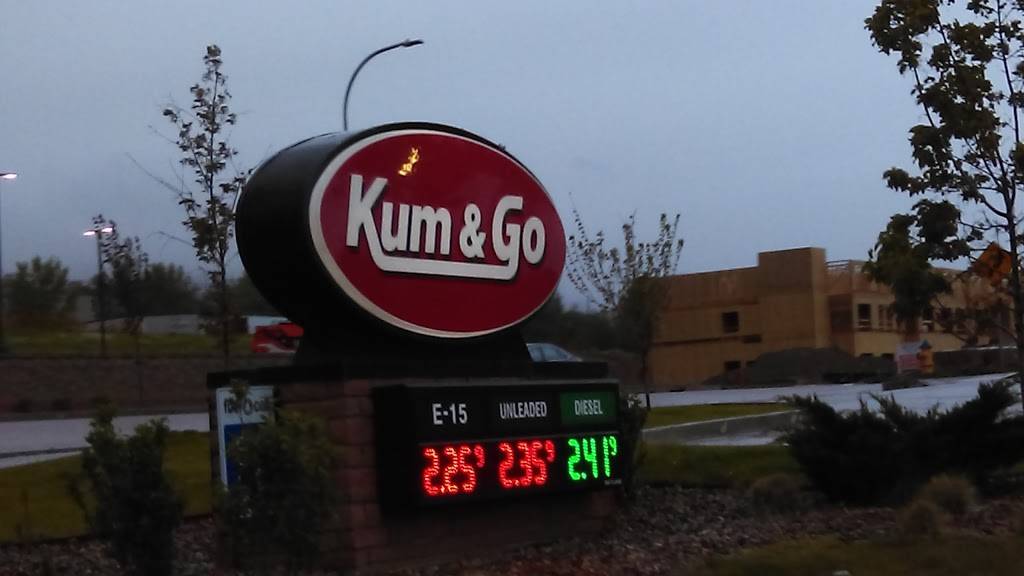 Kum & Go
E-15 UNLEADED DIESEL
2.25⁹ 2.35⁹ 2.41⁹